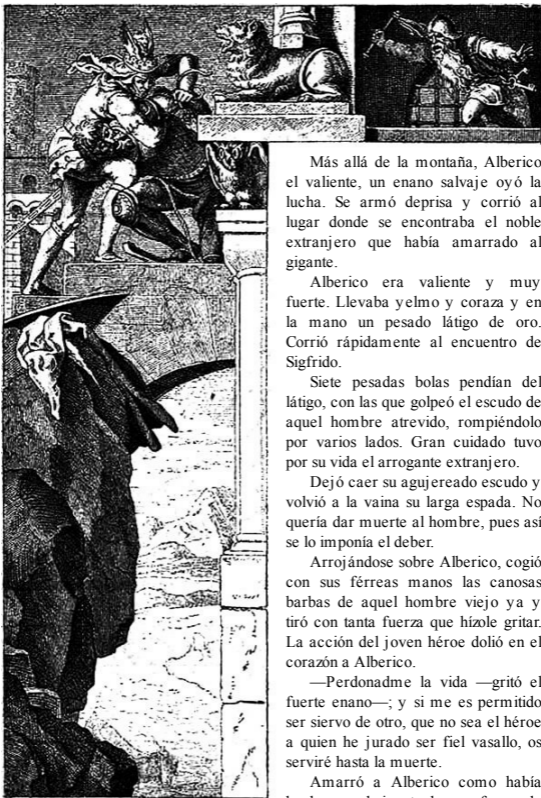 Más allá de la montaña, Alberico
el valiente, un enano salvaje oyó la
lucha. Se armó deprisa y corrió al
lugar donde se encontraba el noble
extranjero que había amarrado al
gigante.
Alberico era valiente y muy
fuerte. Llevaba yelmo y coraza y en
la mano un pesado látigo de oro.
Corrió rápidamente al encuentro de
Sigfrido.
Siete pesadas bolas pendían del
látigo, con las que golpeó el escudo de
aquel hombre atrevido, rompiéndolo
por varios lados. Gran cuidado tuvo
por su vida el arrogante extranjero.
Dejó caer su agujereado escudo y
volvió a la vaina su larga espada. No
quería dar muerte al hombre, pues así
se lo imponía el deber.
Arrojándose sobre Alberico, cogió
con sus férreas manos las canosas
barbas de aquel hombre viejo ya y
tiró con tanta fuerza que hízole gritar.
La acción del joven héroe dolió en el
corazón a Alberico.
—Perdonadme la vida —gritó el
fuerte enano—; y si me es permitido
ser siervo de otro, que no sea el héroe
a quien he jurado ser fiel vasallo, os
serviré hasta la muerte.
Amarró a Alberico como había